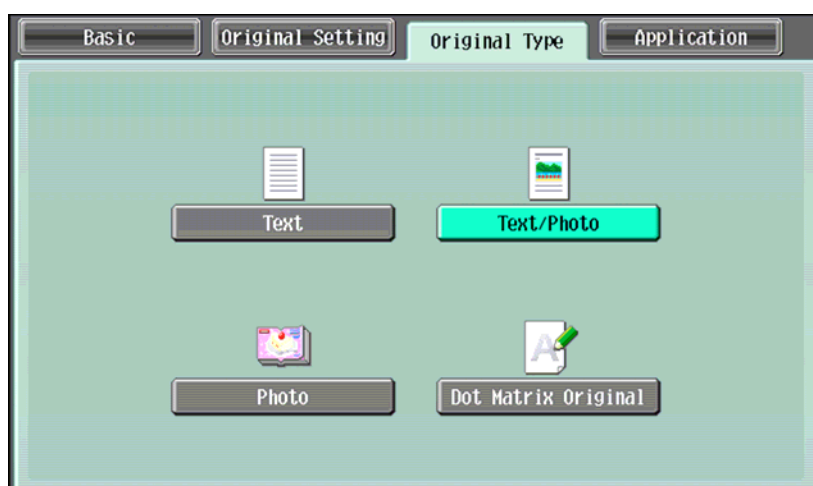 Basic
Original Setting
Original Type
Application
Text
Text/Photo
Photo
Dot Matrix Original